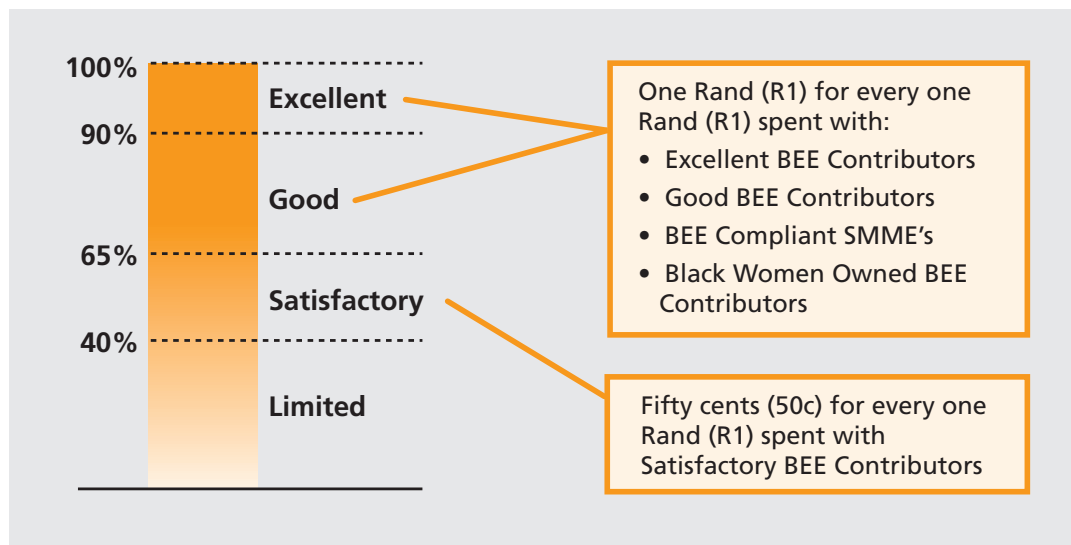 100%
Excellent
90%
Good
65%
Satisfactory
40%
Limited
One Rand (R1) for every one
Rand (R1) spent with:
• Excellent BEE Contributors
• Good BEE Contributors
• BEE Compliant SMME's
• Black Women Owned BEE
Contributors
Fifty cents (50c) for every one
Rand (R1) spent with
Satisfactory BEE Contributors